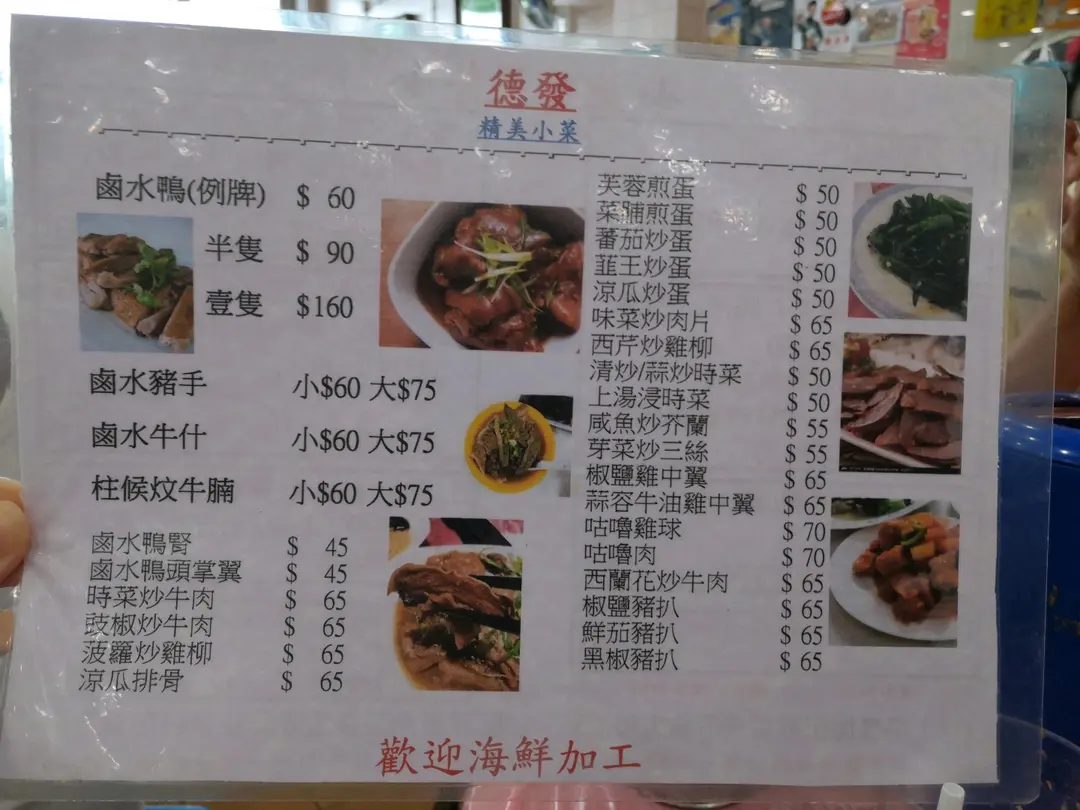 德發
精美小菜
鹵水鴨(例牌) $ 60
半隻 $ 90
壹隻 $160
鹵水豬手 小$60 大$75
鹵水牛什 小$60 大$75
柱候炆牛腩 小$60 大$75
鹵水鴨腎 $ 45
鹵水鴨頭掌翼 $ 45
時菜炒牛肉 $ 65
豉椒炒牛肉 $ 65
菠蘿炒雞柳 $ 65
涼瓜排骨 $ 65
芙蓉煎蛋 $ 50
菜脯煎蛋 $ 50
蕃茄炒蛋 $ 50
韮王炒蛋 $ 50
涼瓜炒蛋 $ 50
味菜炒肉片 $ 65
西芹炒雞柳 $ 65
清炒/蒜炒時菜 $ 50
上湯浸時菜 $ 50
咸魚炒芥蘭 $ 55
芽菜炒三絲 $ 55
椒鹽雞中翼 $ 65
蒜容牛油雞中翼 $ 65
咕嚕雞球 $ 70
咕嚕肉 $ 70
西蘭花炒牛肉 $ 65
椒鹽豬扒 $ 65
鮮茄豬扒 $ 65
黑椒豬扒 $ 65
歡迎海鮮加工